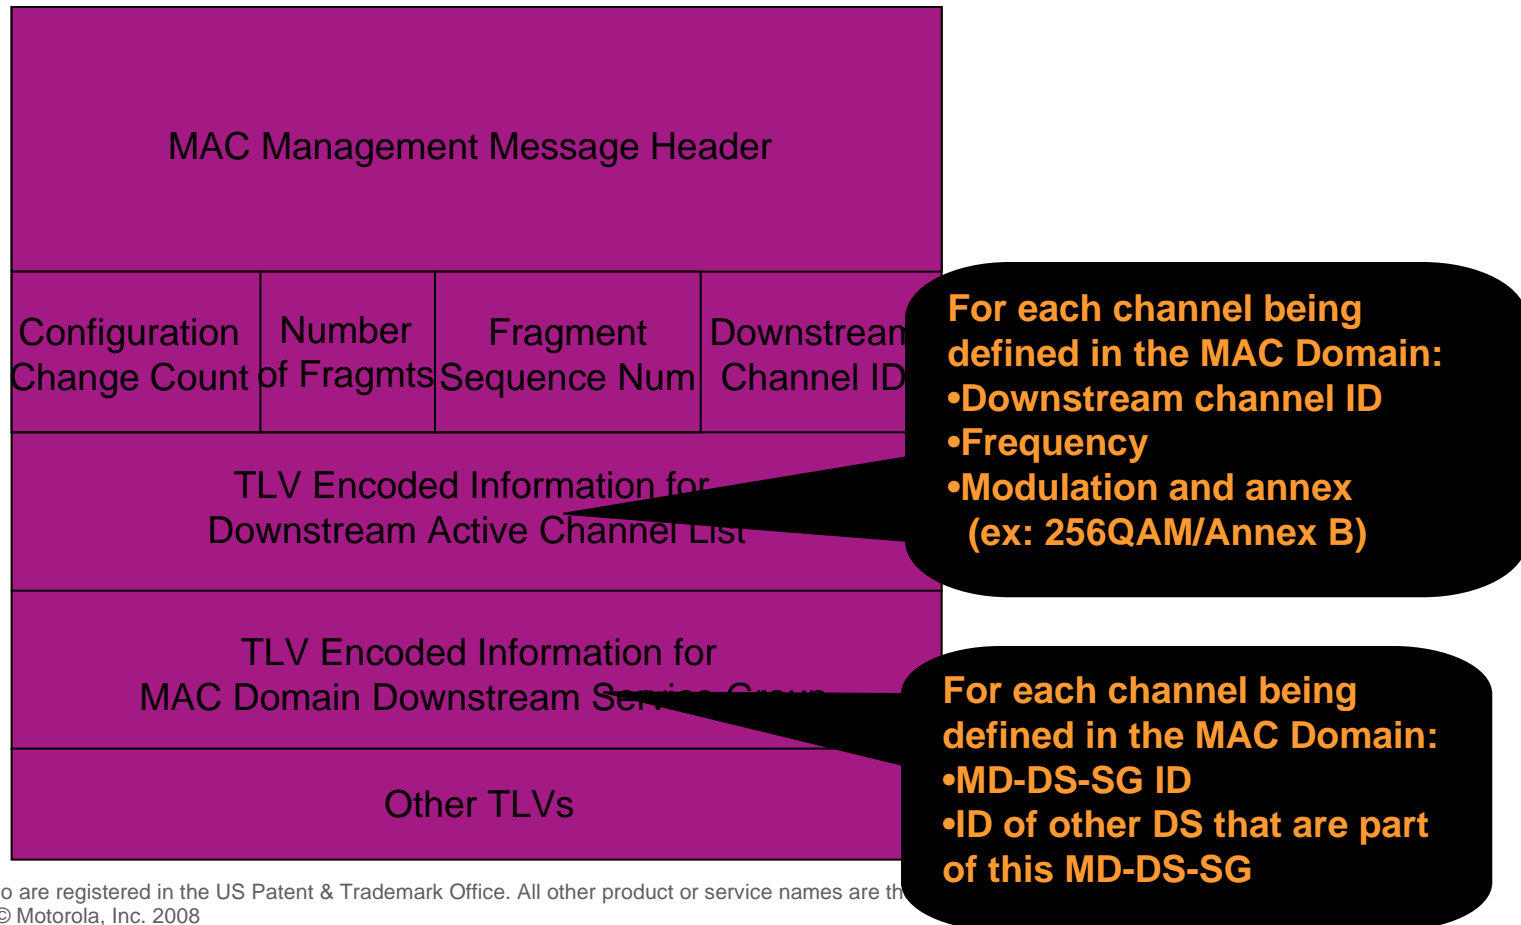 MAC Management Message Header
Configuration
Change Count
Number
of Fragmts
Fragment
Sequence Num
Downstream
Channel ID
TLV Encoded Information for
Downstream Active Channel List
TLV Encoded Information for
MAC Domain Downstream Service Group
Other TLVs
For each channel being
defined in the MAC Domain:
•Downstream channel ID
•Frequency
•Modulation and annex
(ex: 256QAM/Annex B)
For each channel being
defined in the MAC Domain:
•MD-DS-SG ID
•ID of other DS that are part
of this MD-DS-SG
o are registered in the US Patent & Trademark Office. All other product or service names are th
© Motorola, Inc. 2008